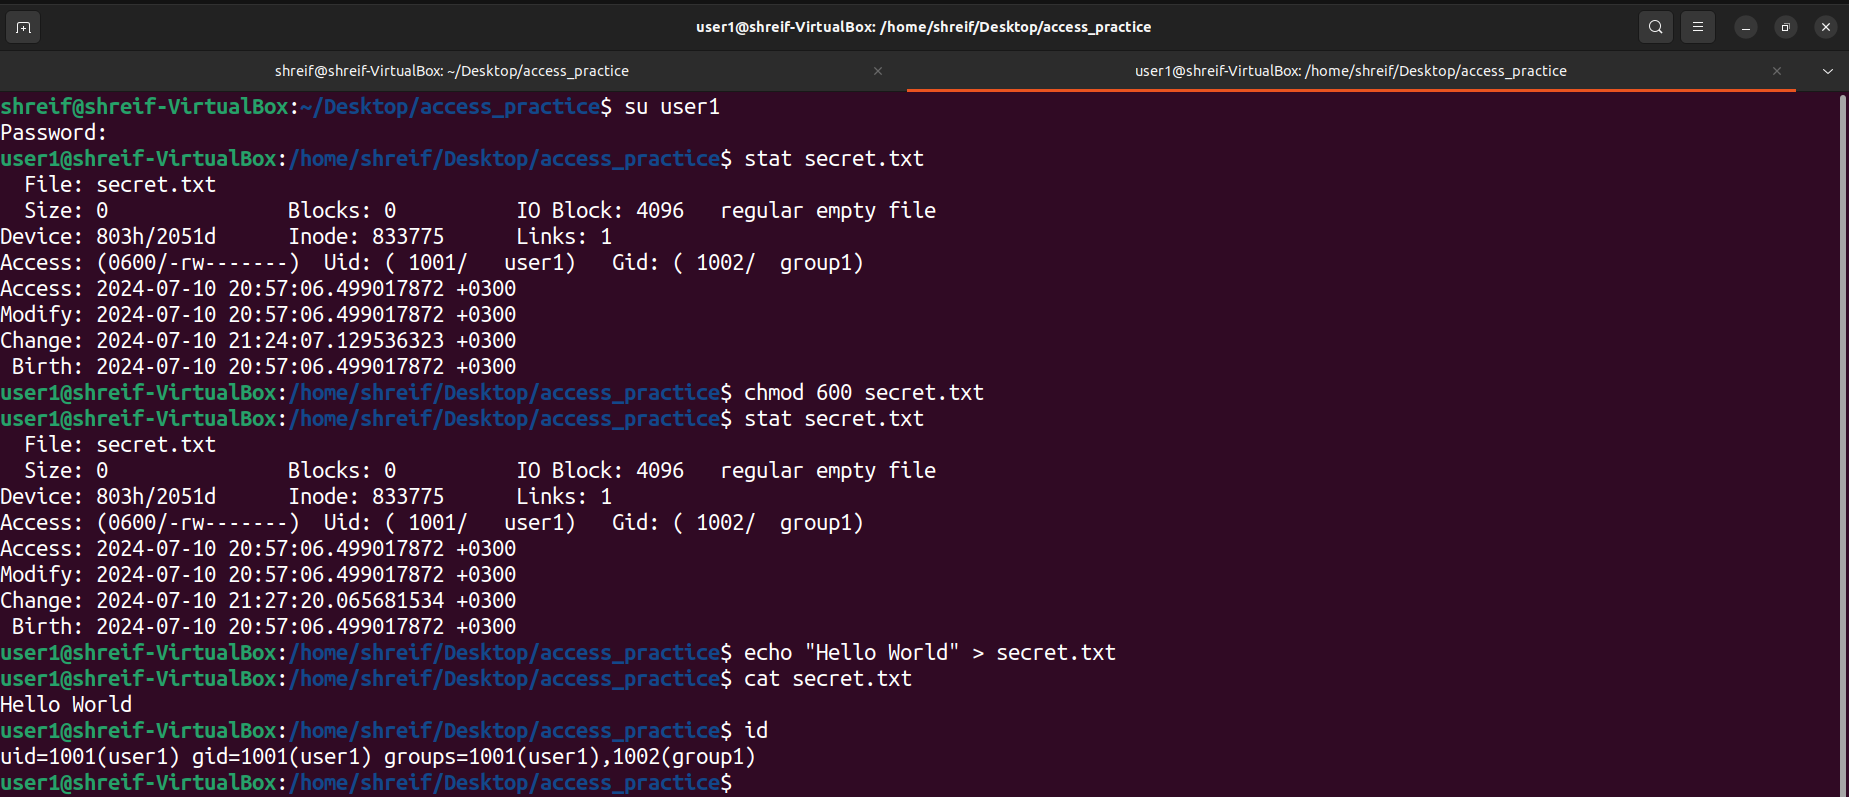 user1@shreif-VirtualBox: /home/shreif/Desktop/access_practice
shreif@shreif-VirtualBox: ~/Desktop/access_practice
user1@shreif-VirtualBox: /home/shreif/Desktop/access_practice
shreif@shreif-VirtualBox:~/Desktop/access_practice$ su user1
Password:
user1@shreif-VirtualBox:/home/shreif/Desktop/access_practice$ stat secret.txt
  File: secret.txt
  Size: 0               Blocks: 0          IO Block: 4096   regular empty file
Device: 803h/2051d      Inode: 833775      Links: 1
Access: (0600/-rw-------)  Uid: ( 1001/   user1)   Gid: ( 1002/  group1)
Access: 2024-07-10 20:57:06.499017872 +0300
Modify: 2024-07-10 20:57:06.499017872 +0300
Change: 2024-07-10 21:24:07.129536323 +0300
 Birth: 2024-07-10 20:57:06.499017872 +0300
user1@shreif-VirtualBox:/home/shreif/Desktop/access_practice$ chmod 600 secret.txt
user1@shreif-VirtualBox:/home/shreif/Desktop/access_practice$ stat secret.txt
  File: secret.txt
  Size: 0               Blocks: 0          IO Block: 4096   regular empty file
Device: 803h/2051d      Inode: 833775      Links: 1
Access: (0600/-rw-------)  Uid: ( 1001/   user1)   Gid: ( 1002/  group1)
Access: 2024-07-10 20:57:06.499017872 +0300
Modify: 2024-07-10 20:57:06.499017872 +0300
Change: 2024-07-10 21:27:20.065681534 +0300
 Birth: 2024-07-10 20:57:06.499017872 +0300
user1@shreif-VirtualBox:/home/shreif/Desktop/access_practice$ echo "Hello World" > secret.txt
user1@shreif-VirtualBox:/home/shreif/Desktop/access_practice$ cat secret.txt
Hello World
user1@shreif-VirtualBox:/home/shreif/Desktop/access_practice$ id
uid=1001(user1) gid=1001(user1) groups=1001(user1),1002(group1)
user1@shreif-VirtualBox:/home/shreif/Desktop/access_practice$